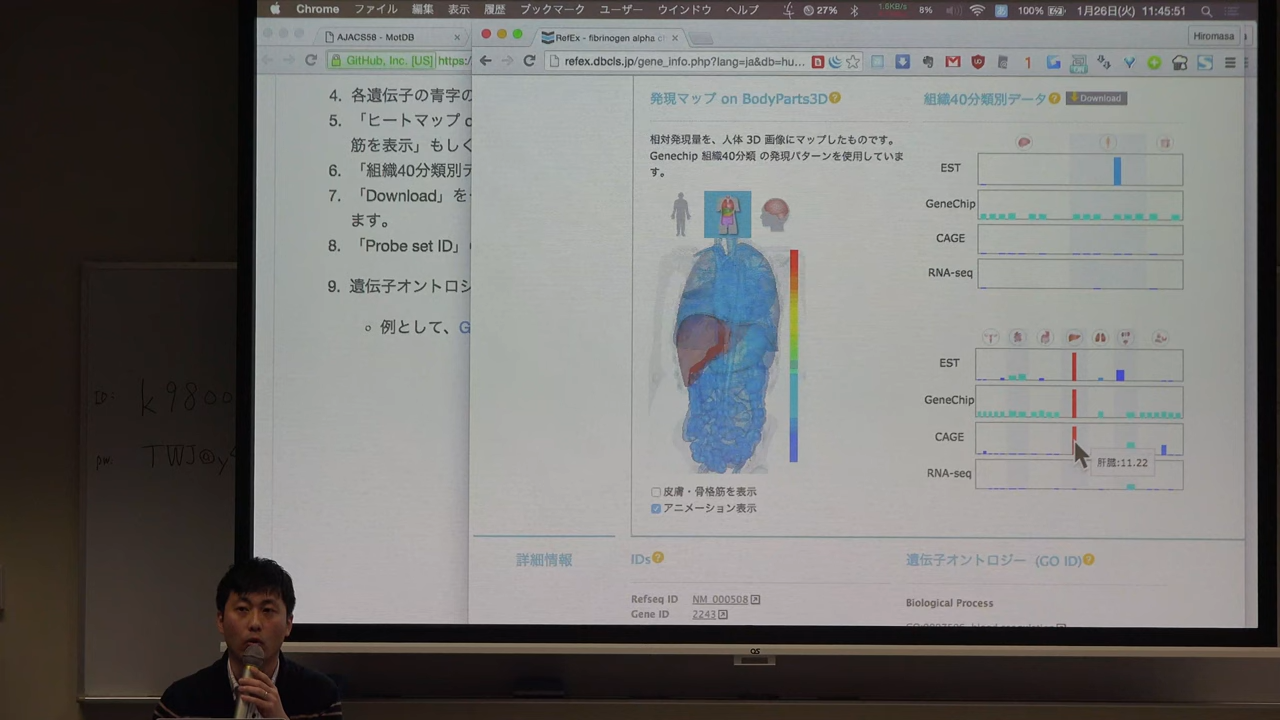 Chrome ファイル 編集 表示 履歴 ブックマーク ユーザー ウインドウ ヘルプ 27% 1.6KB/s 8% 100% 1月26日(火) 11:45:51
AJACS58 - MotDB ×
RefEx - fibrinogen alpha c ×
Hiromasa
GitHub, Inc. [US] https:
refex.dbcls.jp/gene_info.php?lang=ja&db=hu...
4. 各遺伝子の青字の
5. 「ヒートマップ
筋を表示」もしく
6. 「組織40分類別デ
7. 「Download」を
ます。
8. 「Probe set ID」
9. 遺伝子オントロジ
例として、G
発現マップ on BodyParts3D
相対発現量を、人体 3D 画像にマップしたものです。
Genechip 組織40分類 の発現パターンを使用していま
す。
皮膚・骨格筋を表示
アニメーション表示
組織40分類別データ Download
EST
GeneChip
CAGE
RNA-seq
EST
GeneChip
CAGE
肝臓:11.22
RNA-seq
詳細情報
IDs
Refseq ID NM_000508
Gene ID 2243
遺伝子オントロジー (GO ID)
Biological Process
ID: k9800
pw: TWJ@y